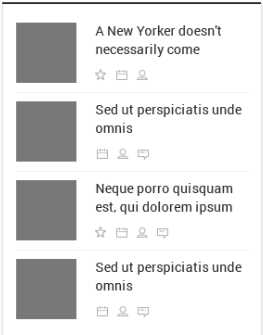 A New Yorker doesn't
necessarily come
Sed ut perspiciatis unde
omnis
Neque porro quisquam
est, qui dolorem ipsum
Sed ut perspiciatis unde
omnis